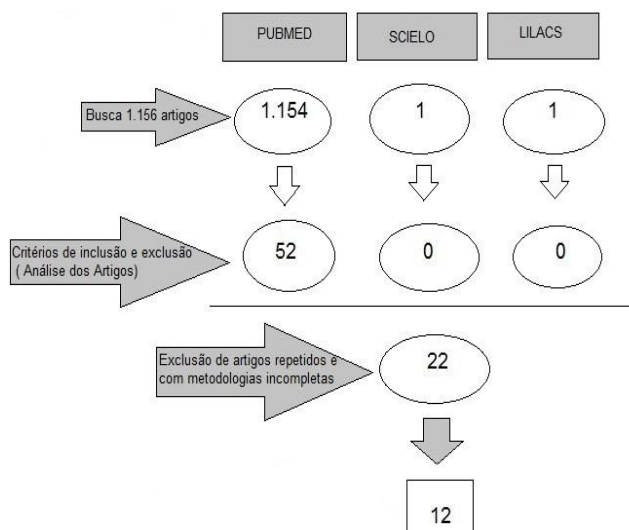 PUBMED
SCIELO
LILACS
Busca 1.156 artigos
1.154
1
1
Critérios de inclusão e exclusão
( Análise dos Artigos)
52
0
0
Exclusão de artigos repetidos e
com metodologias incompletas
22
12